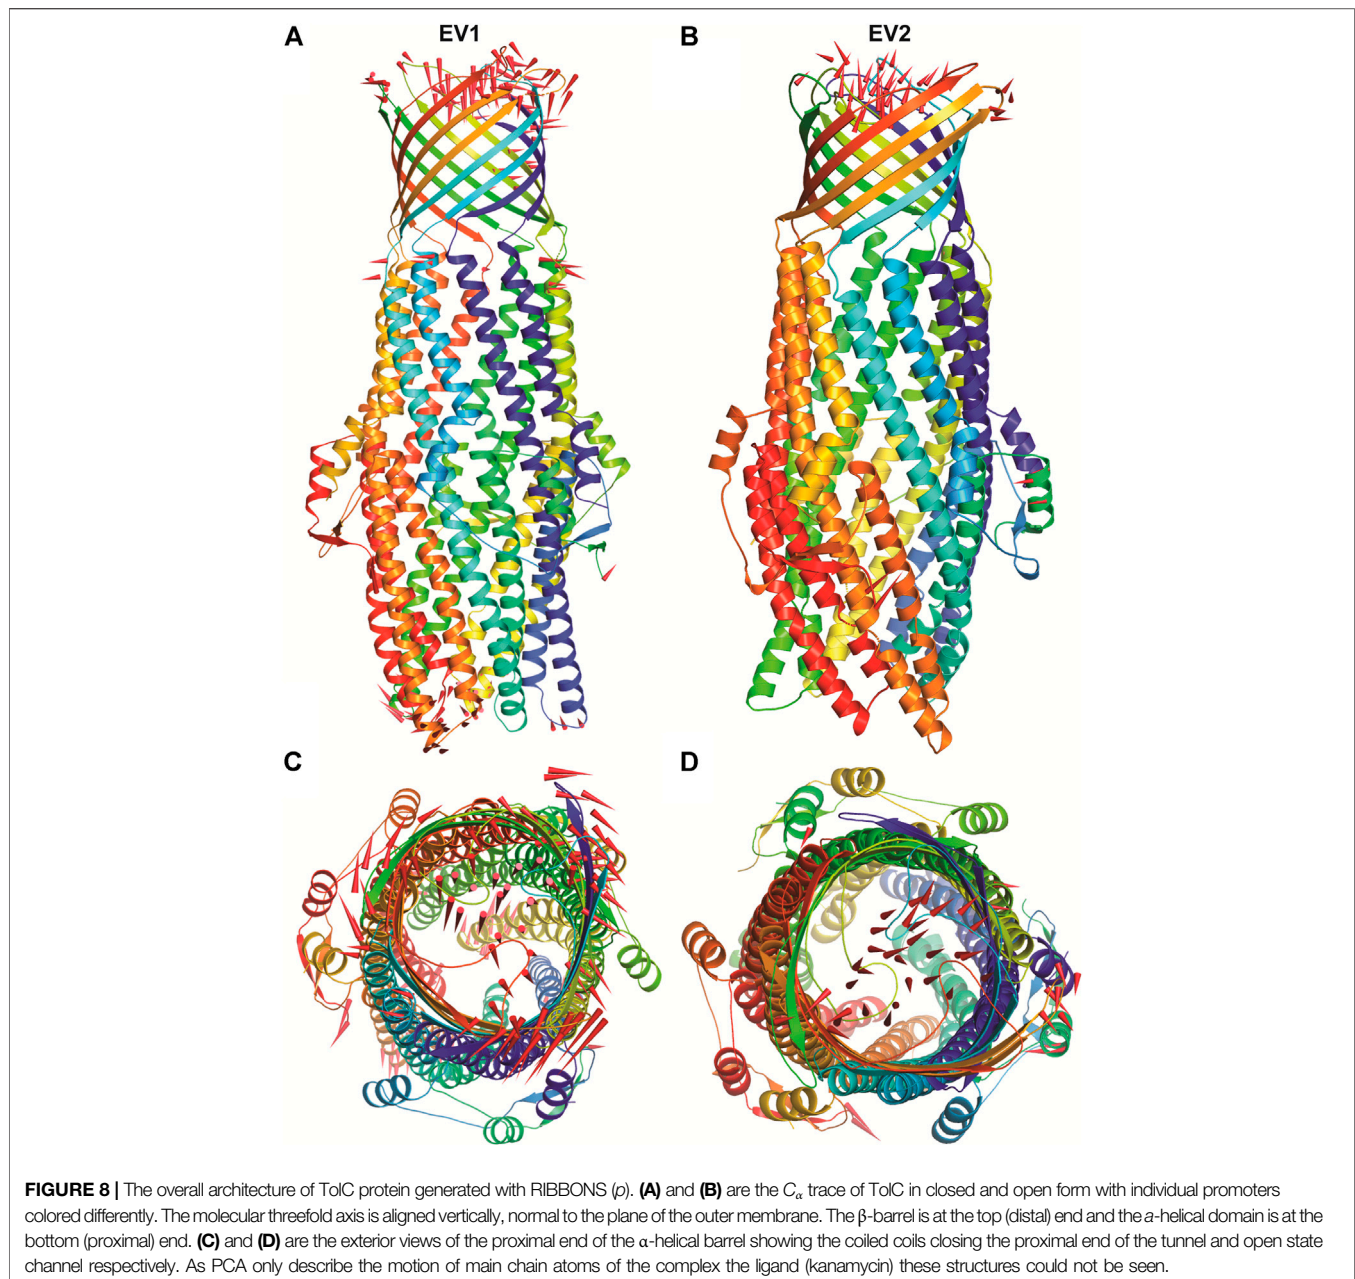 A
EV1
B
EV2
C
D
FIGURE 8 | The overall architecture of TolC protein generated with RIBBONS (p). (A) and (B) are the Cα trace of TolC in closed and open form with individual promoters
colored differently. The molecular threefold axis is aligned vertically, normal to the plane of the outer membrane. The β-barrel is at the top (distal) end and the a-helical domain is at the
bottom (proximal) end. (C) and (D) are the exterior views of the proximal end of the α-helical barrel showing the coiled coils closing the proximal end of the tunnel and open state
channel respectively. As PCA only describe the motion of main chain atoms of the complex the ligand (kanamycin) these structures could not be seen.